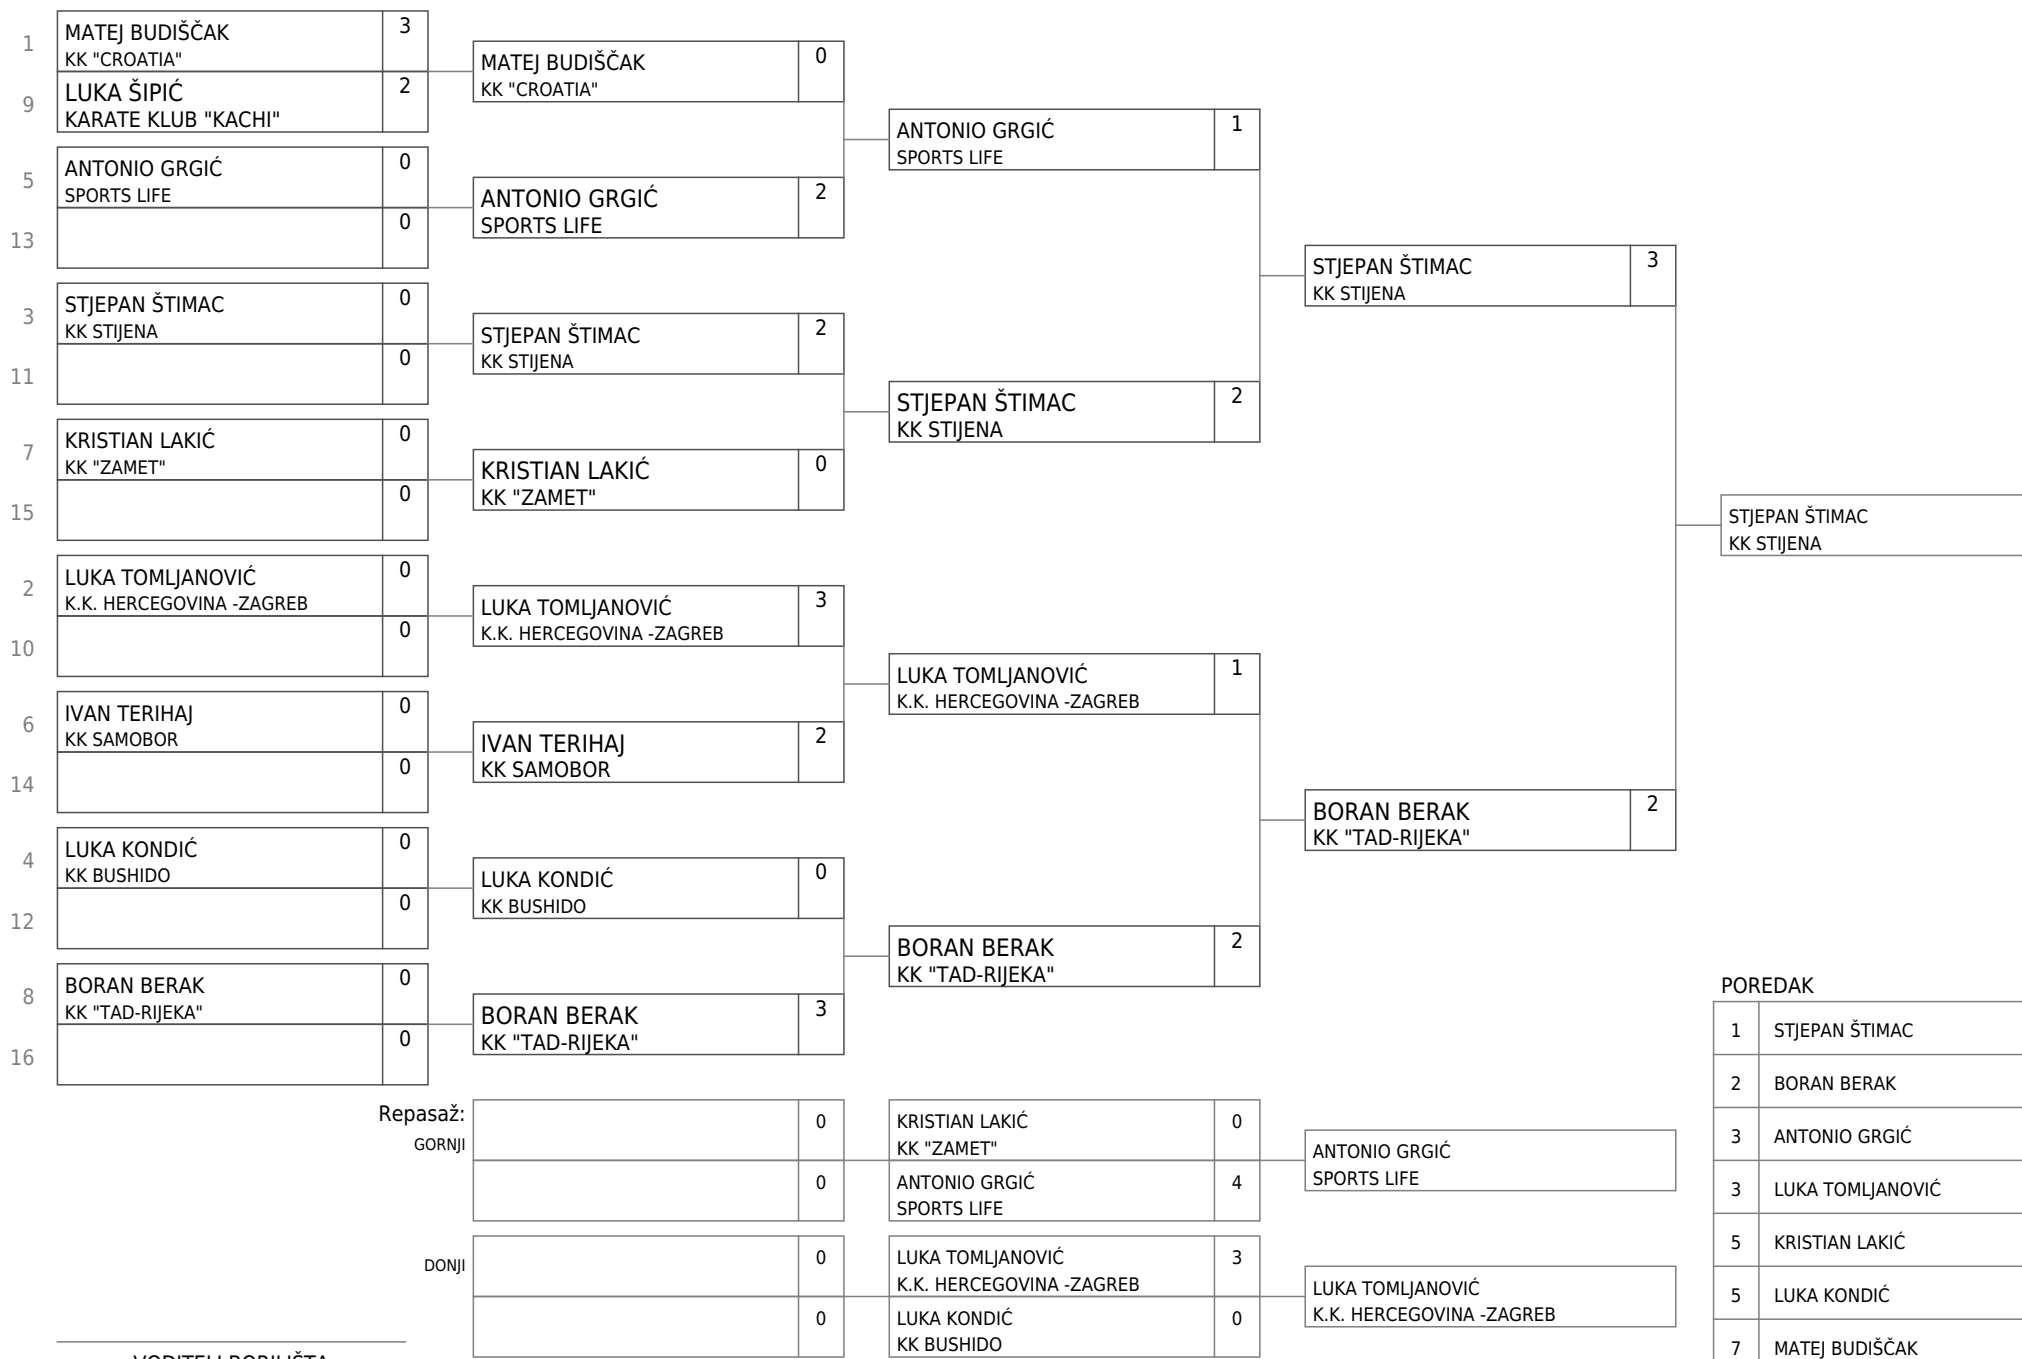 1
MATEJ BUDIŠČAK
KK "CROATIA"
3
9
LUKA ŠIPIĆ
KARATE KLUB "KACHI"
2
5
ANTONIO GRGIĆ
SPORTS LIFE
0
13
0
3
STJEPAN ŠTIMAC
KK STIJENA
0
11
0
7
KRISTIAN LAKIĆ
KK "ZAMET"
0
15
0
2
LUKA TOMLJANOVIĆ
K.K. HERCEGOVINA -ZAGREB
0
10
0
6
IVAN TERIHAJ
KK SAMOBOR
0
14
0
4
LUKA KONDIĆ
KK BUSHIDO
0
12
0
8
BORAN BERAK
KK "TAD-RIJEKA"
0
16
0
MATEJ BUDIŠČAK
KK "CROATIA"
0
ANTONIO GRGIĆ
SPORTS LIFE
2
STJEPAN ŠTIMAC
KK STIJENA
2
KRISTIAN LAKIĆ
KK "ZAMET"
0
LUKA TOMLJANOVIĆ
K.K. HERCEGOVINA -ZAGREB
3
IVAN TERIHAJ
KK SAMOBOR
2
LUKA KONDIĆ
KK BUSHIDO
0
BORAN BERAK
KK "TAD-RIJEKA"
3
ANTONIO GRGIĆ
SPORTS LIFE
1
STJEPAN ŠTIMAC
KK STIJENA
2
LUKA TOMLJANOVIĆ
K.K. HERCEGOVINA -ZAGREB
1
BORAN BERAK
KK "TAD-RIJEKA"
2
STJEPAN ŠTIMAC
KK STIJENA
3
BORAN BERAK
KK "TAD-RIJEKA"
2
STJEPAN ŠTIMAC
KK STIJENA
Repasaž:
GORNJI
0
0
KRISTIAN LAKIĆ
KK "ZAMET"
0
ANTONIO GRGIĆ
SPORTS LIFE
4
ANTONIO GRGIĆ
SPORTS LIFE
DONJI
0
0
LUKA TOMLJANOVIĆ
K.K. HERCEGOVINA -ZAGREB
3
LUKA KONDIĆ
KK BUSHIDO
0
LUKA TOMLJANOVIĆ
K.K. HERCEGOVINA -ZAGREB
POREDAK
1 STJEPAN ŠTIMAC
2 BORAN BERAK
3 ANTONIO GRGIĆ
3 LUKA TOMLJANOVIĆ
5 KRISTIAN LAKIĆ
5 LUKA KONDIĆ
7 MATEJ BUDIŠČAK